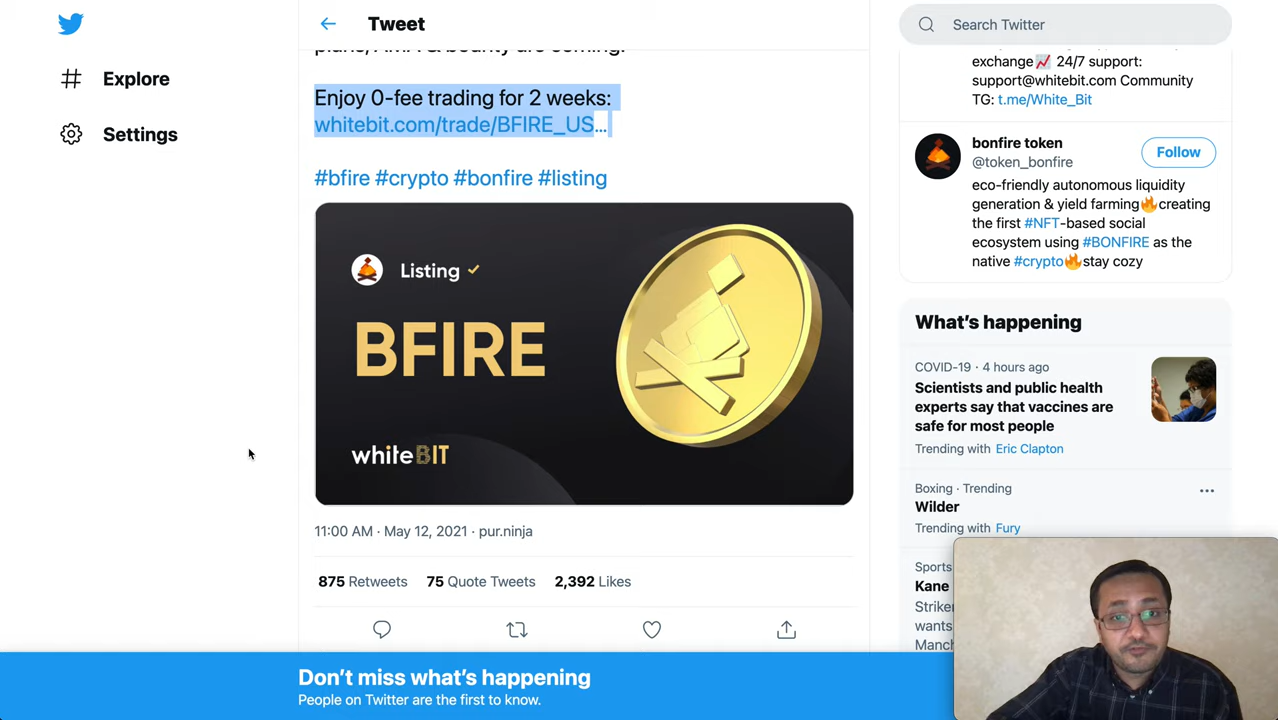 Tweet
Search Twitter
Explore
Settings
plans, AMA & bounty are coming.
Enjoy 0-fee trading for 2 weeks:
whitebit.com/trade/BFIRE_US...
#bfire #crypto #bonfire #listing
Listing
BFIRE
whiteBIT
11:00 AM · May 12, 2021 · pur.ninja
875 Retweets 75 Quote Tweets 2,392 Likes
exchange📈 24/7 support:
support@whitebit.com Community
TG: t.me/White_Bit
bonfire token
@token_bonfire
Follow
eco-friendly autonomous liquidity
generation & yield farming🔥creating
the first #NFT-based social
ecosystem using #BONFIRE as the
native #crypto🔥stay cozy
What's happening
COVID-19 · 4 hours ago
Scientists and public health
experts say that vaccines are
safe for most people
Trending with Eric Clapton
Boxing · Trending
Wilder
Trending with Fury
Sports
Kane
wants
Don't miss what's happening
People on Twitter are the first to know.